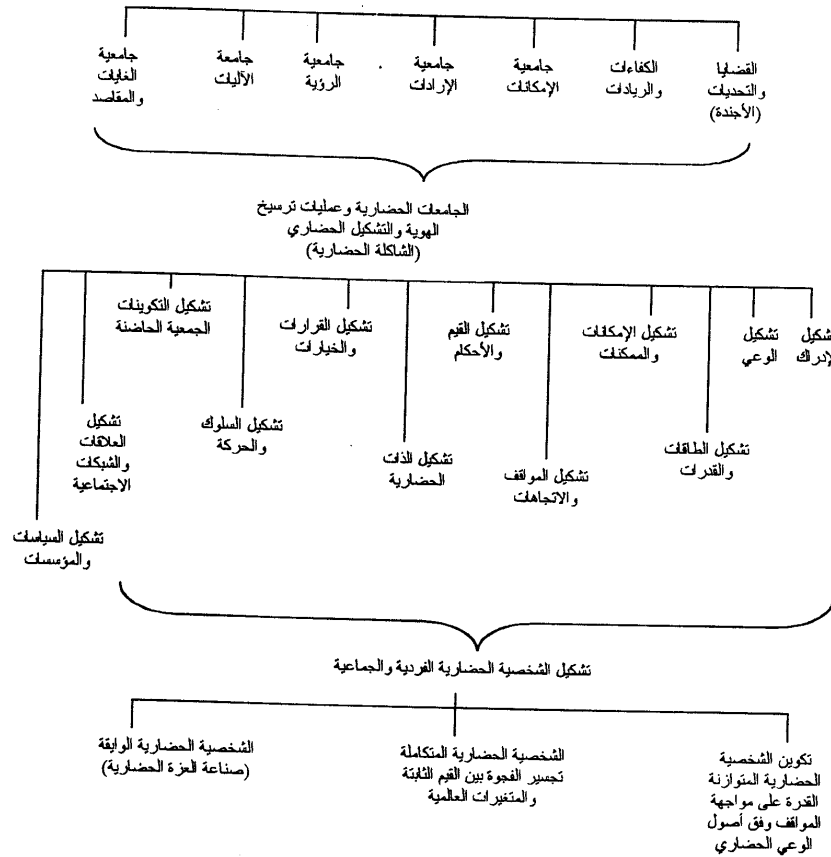 القضايا
والتحديات
(الأجندة)
الكفاءات
والريادات
جامعية
الإمكانات
جامعية
الإرادات
جامعية
الرؤية
جامعة
الآليات
جامعية
الغايات
والمقاصد
الجامعات الحضارية وعمليات ترسيخ
الهوية والتشكيل الحضاري
(الشاكلة الحضارية)
تشكيل
الإدراك
تشكيل
الوعي
تشكيل الطاقات
والقدرات
تشكيل الإمكانات
والممكنات
تشكيل المواقف
والاتجاهات
تشكيل القيم
والأحكام
تشكيل الذات
الحضارية
تشكيل القرارات
والخيارات
تشكيل السلوك
والحركة
تشكيل التكوينات
الجمعية الحاضنة
تشكيل
العلاقات
والشبكات
الاجتماعية
تشكيل السياسات
والمؤسسات
تشكيل الشخصية الحضارية الفردية والجماعية
تكوين الشخصية
الحضارية المتوازنة
القدرة على مواجهة
المواقف وفق أصول
الوعي الحضاري
الشخصية الحضارية المتكاملة
تجسير الفجوة بين القيم الثابتة
والمتغيرات العالمية
الشخصية الحضارية الواثقة
(صناعة العزة الحضارية)